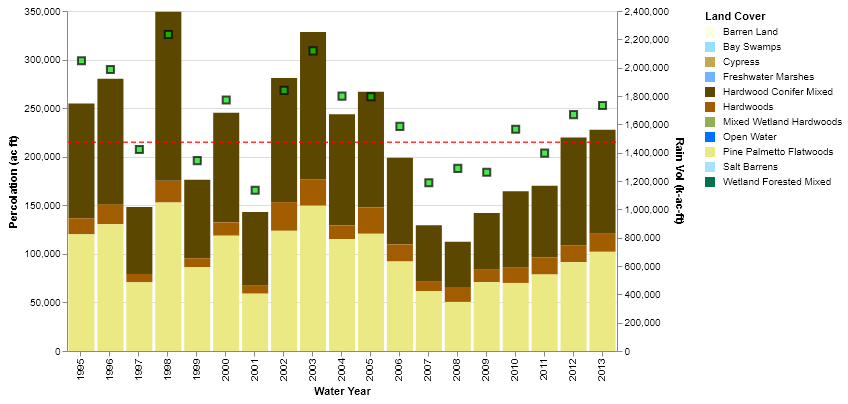 350,000
300,000
250,000
200,000
150,000
100,000
50,000
0
Percolation (ac ft)
2,400,000
2,200,000
2,000,000
1,800,000
1,600,000
1,400,000
1,200,000
1,000,000
800,000
600,000
400,000
200,000
0
Rain Vol (k-ac-ft)
1995
1996
1997
1998
1999
2000
2001
2002
2003
2004
2005
2006
2007
2008
2009
2010
2011
2012
2013
Water Year
Land Cover
Barren Land
Bay Swamps
Cypress
Freshwater Marshes
Hardwood Conifer Mixed
Hardwoods
Mixed Wetland Hardwoods
Open Water
Pine Palmetto Flatwoods
Salt Barrens
Wetland Forested Mixed